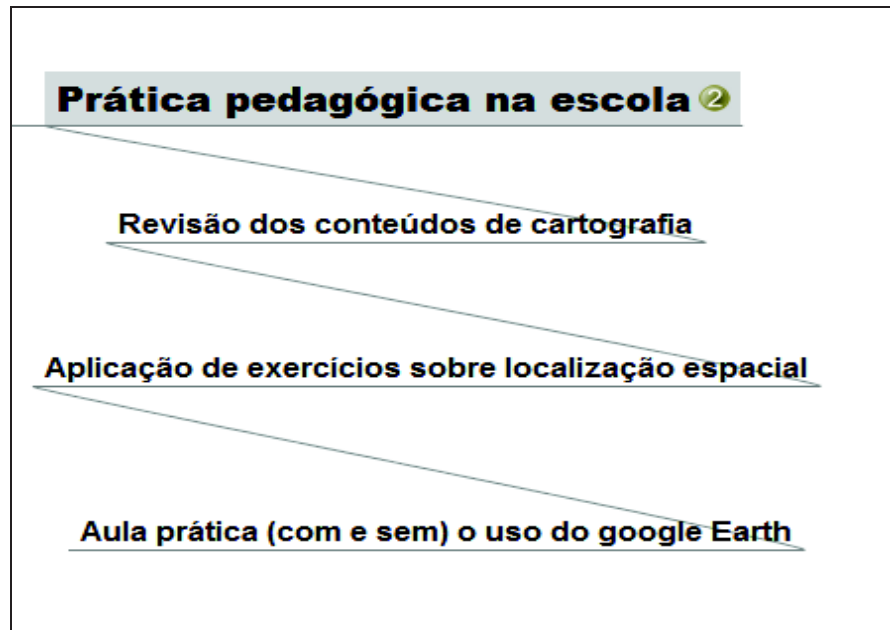 Prática pedagógica na escola 2
Revisão dos conteúdos de cartografia
Aplicação de exercícios sobre localização espacial
Aula prática (com e sem) o uso do google Earth